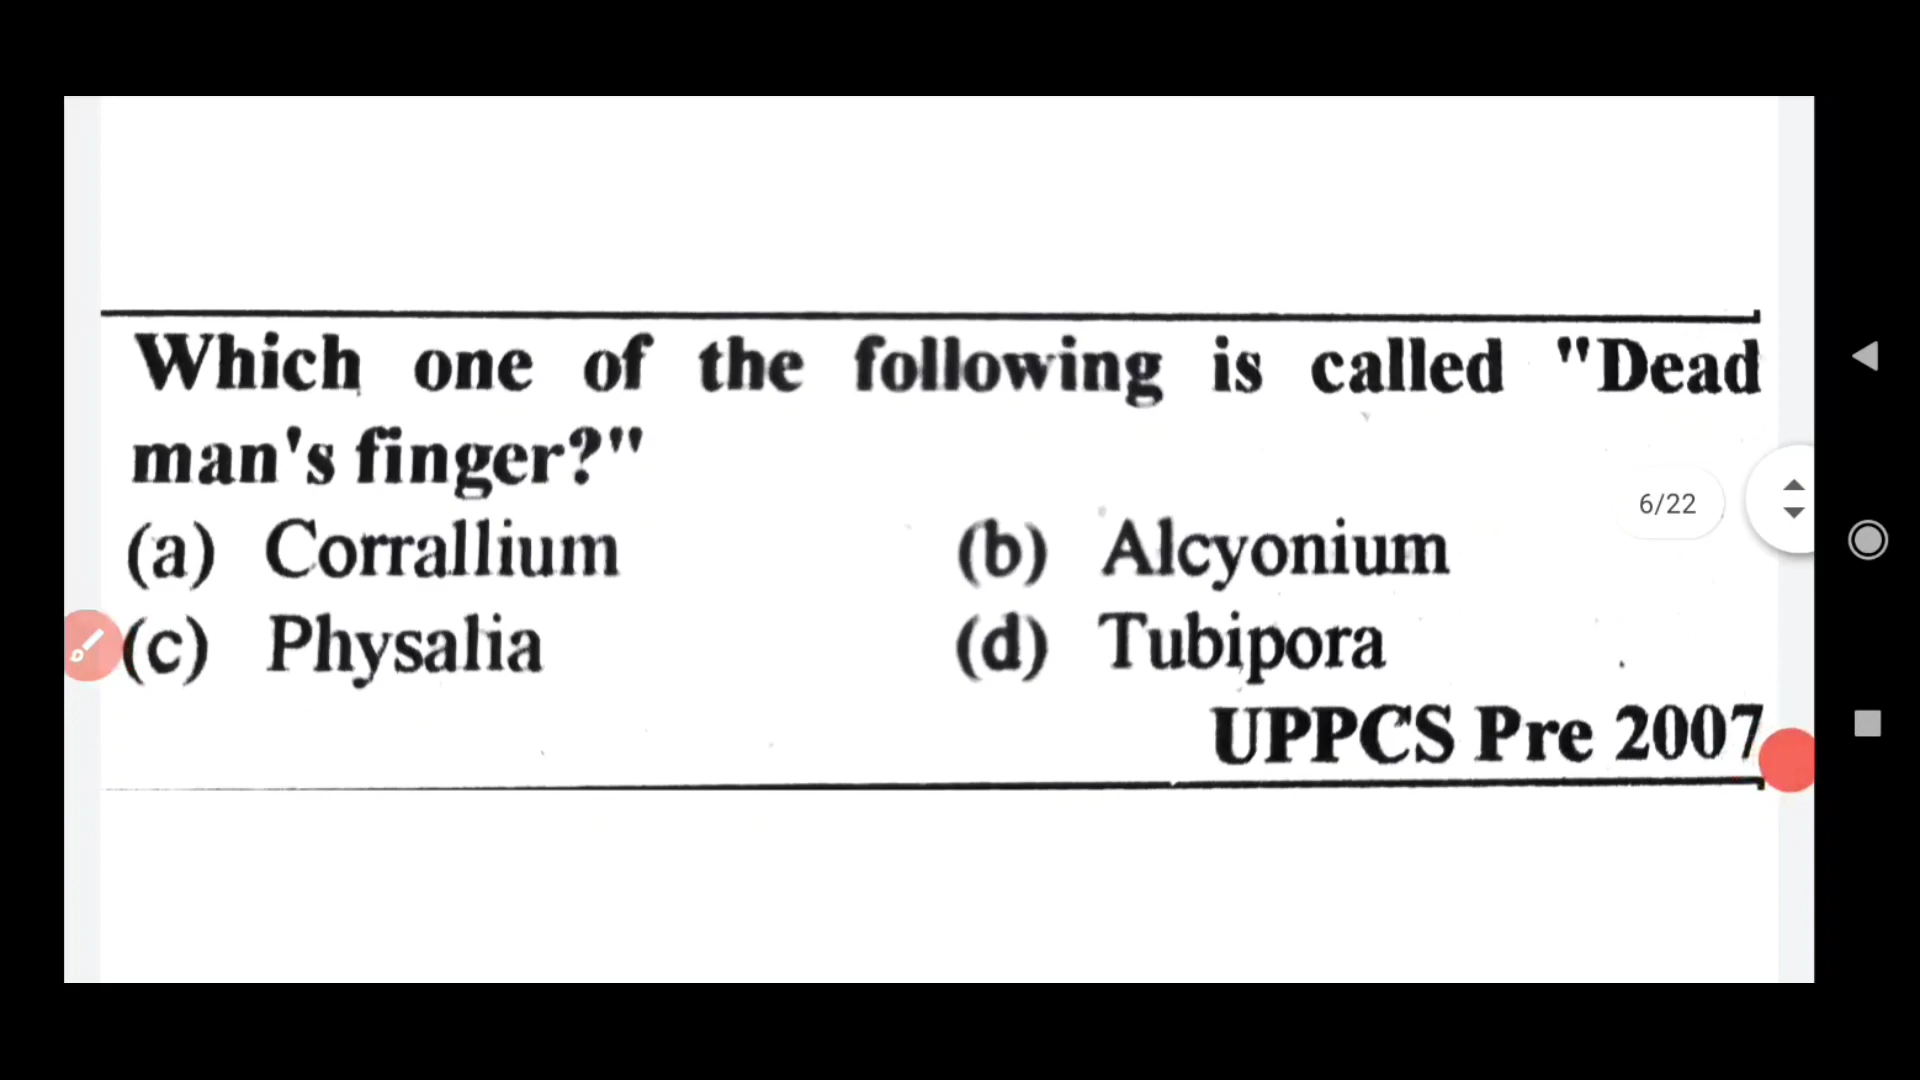 Which one of the following is called "Dead
man's finger?"
(a) Corrallium (b) Alcyonium
6/22
(c) Physalia (d) Tubipora
UPPCS Pre 2007